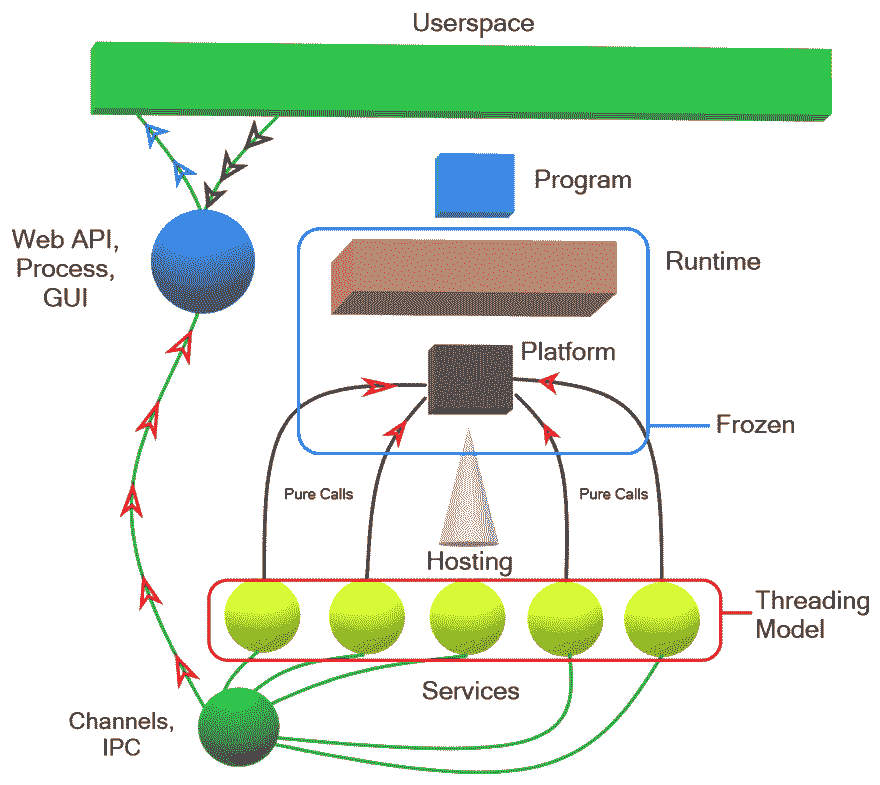 Userspace
Program
Web API,
Process,
GUI
Runtime
Platform
Frozen
Pure Calls
Pure Calls
Hosting
Threading
Model
Services
Channels,
IPC